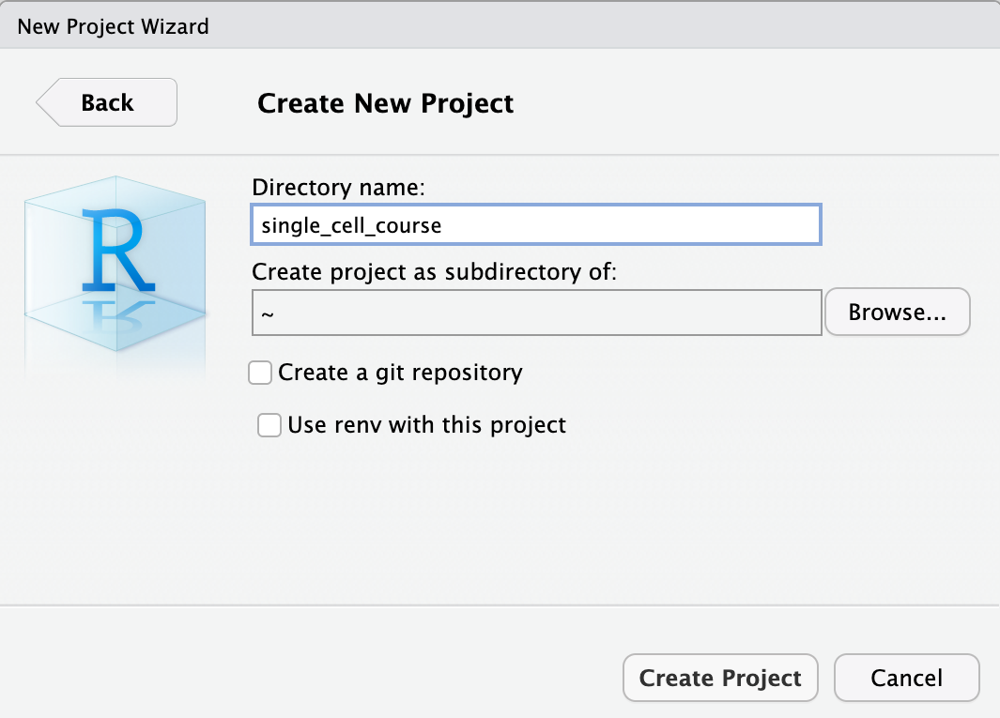 New Project Wizard
Back
Create New Project
R
Directory name:
single_cell_course
Create project as subdirectory of:
~
Browse...
Create a git repository
Use renv with this project
Create Project
Cancel